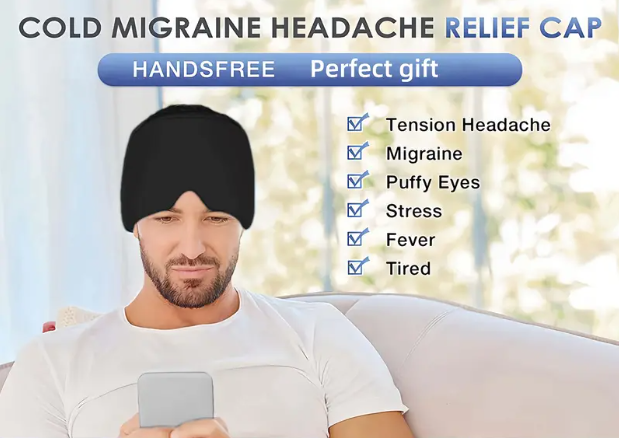 COLD MIGRAINE HEADACHE RELIEF CAP
HANDSFREE Perfect gift
Tension Headache
Migraine
Puffy Eyes
Stress
Fever
Tired